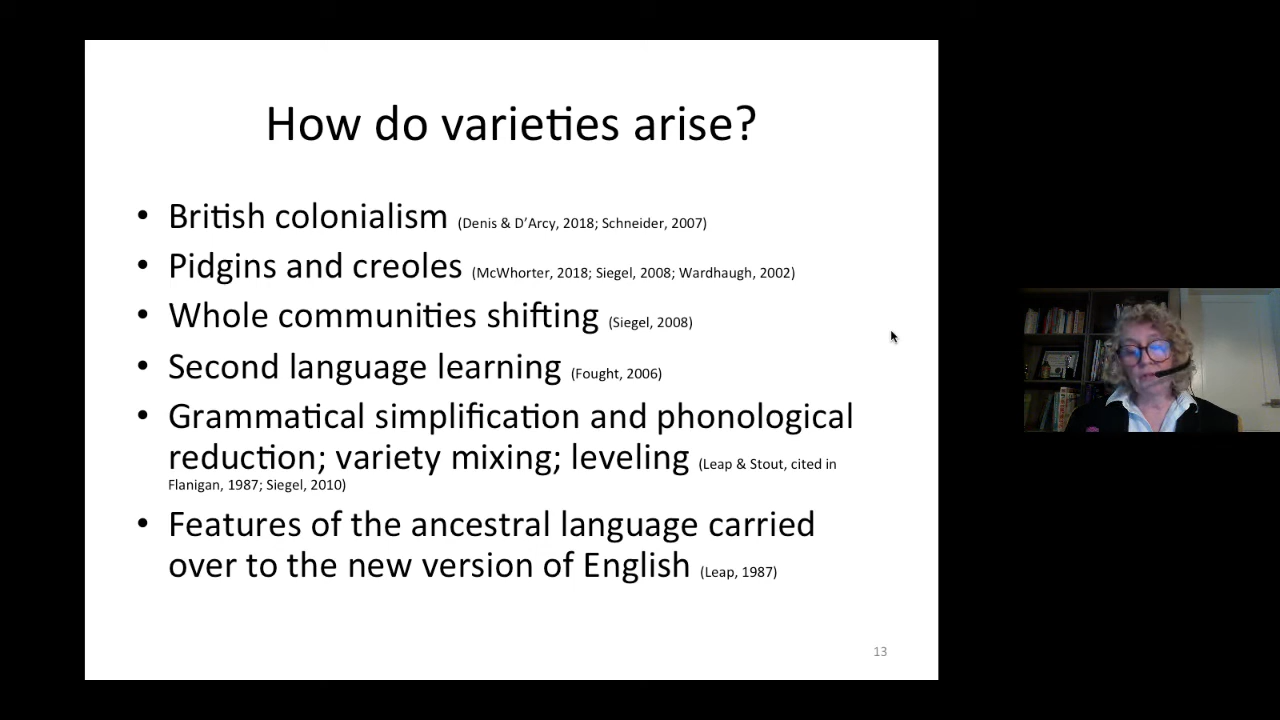 How do varieties arise?
• British colonialism (Denis & D’Arcy, 2018; Schneider, 2007)
• Pidgins and creoles (McWhorter, 2018; Siegel, 2008; Wardhaugh, 2002)
• Whole communities shifting (Siegel, 2008)
• Second language learning (Fought, 2006)
• Grammatical simplification and phonological
reduction; variety mixing; leveling (Leap & Stout, cited in
Flanigan, 1987; Siegel, 2010)
• Features of the ancestral language carried
over to the new version of English (Leap, 1987)
13